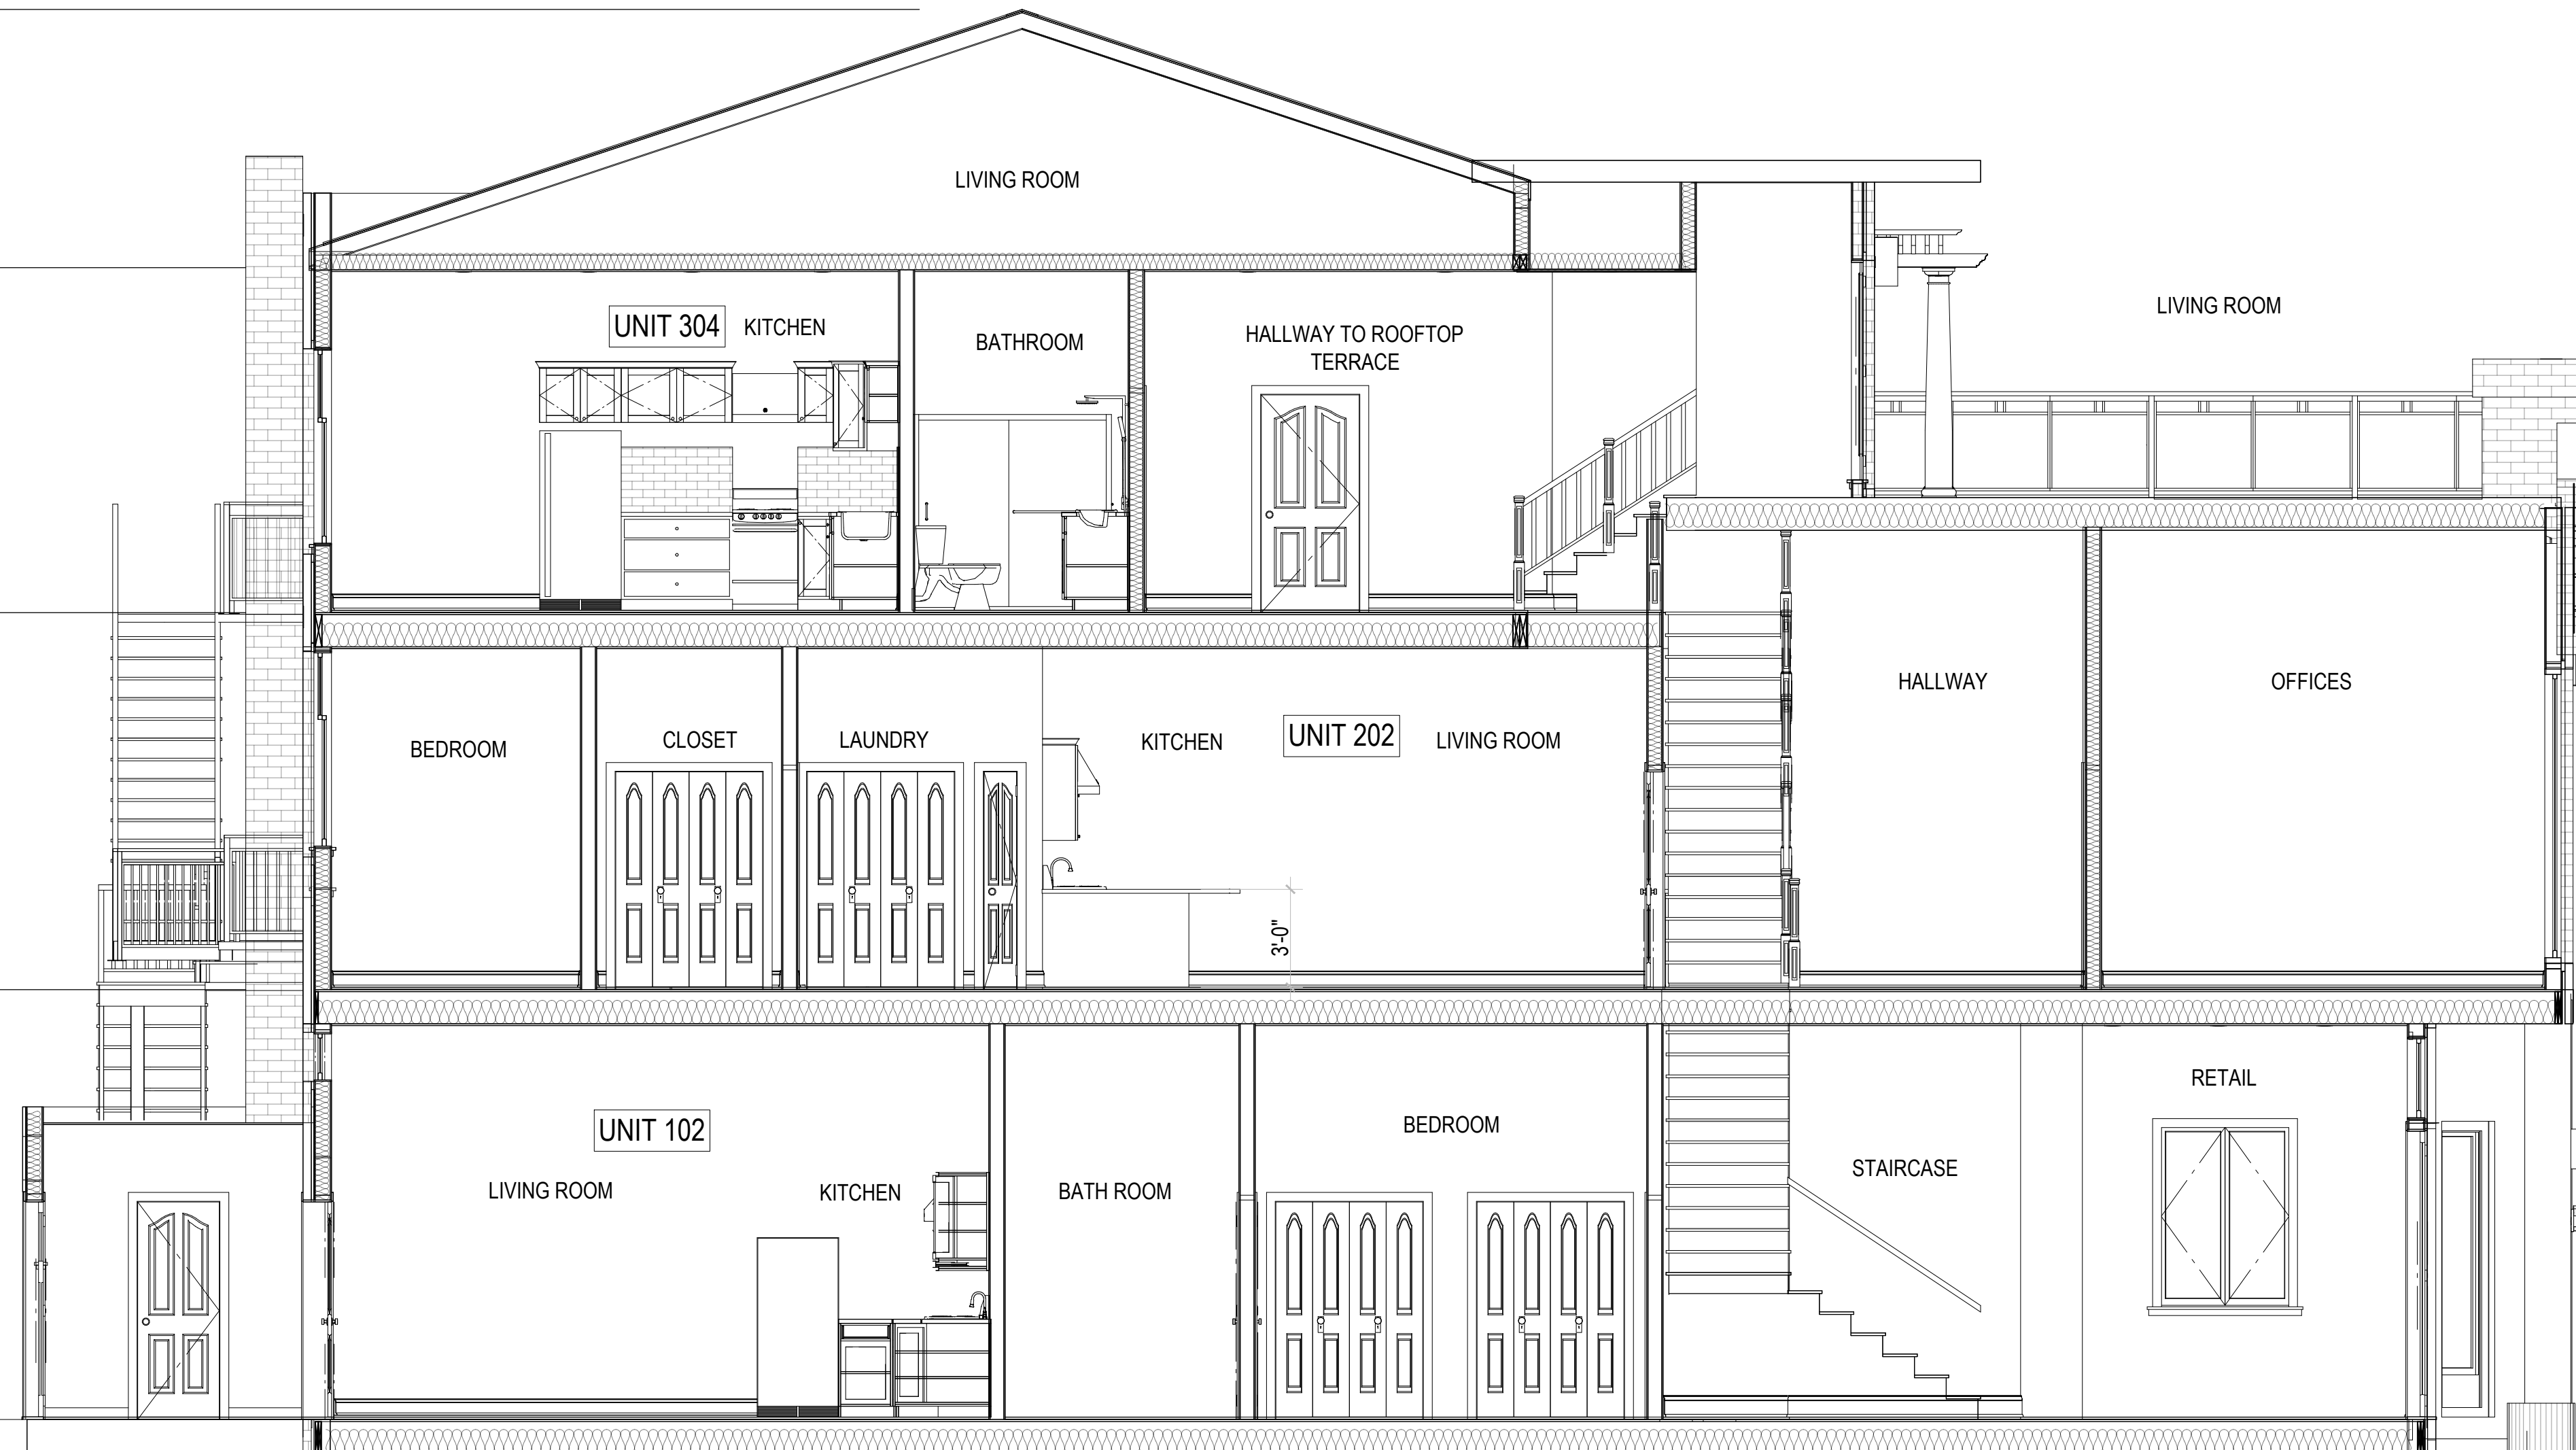 LIVING ROOM
LIVING ROOM
UNIT 304
KITCHEN
BATHROOM
HALLWAY TO ROOFTOP
TERRACE
BEDROOM
CLOSET
LAUNDRY
KITCHEN
UNIT 202
LIVING ROOM
HALLWAY
OFFICES
3'-0"
UNIT 102
LIVING ROOM
KITCHEN
BATH ROOM
BEDROOM
STAIRCASE
RETAIL